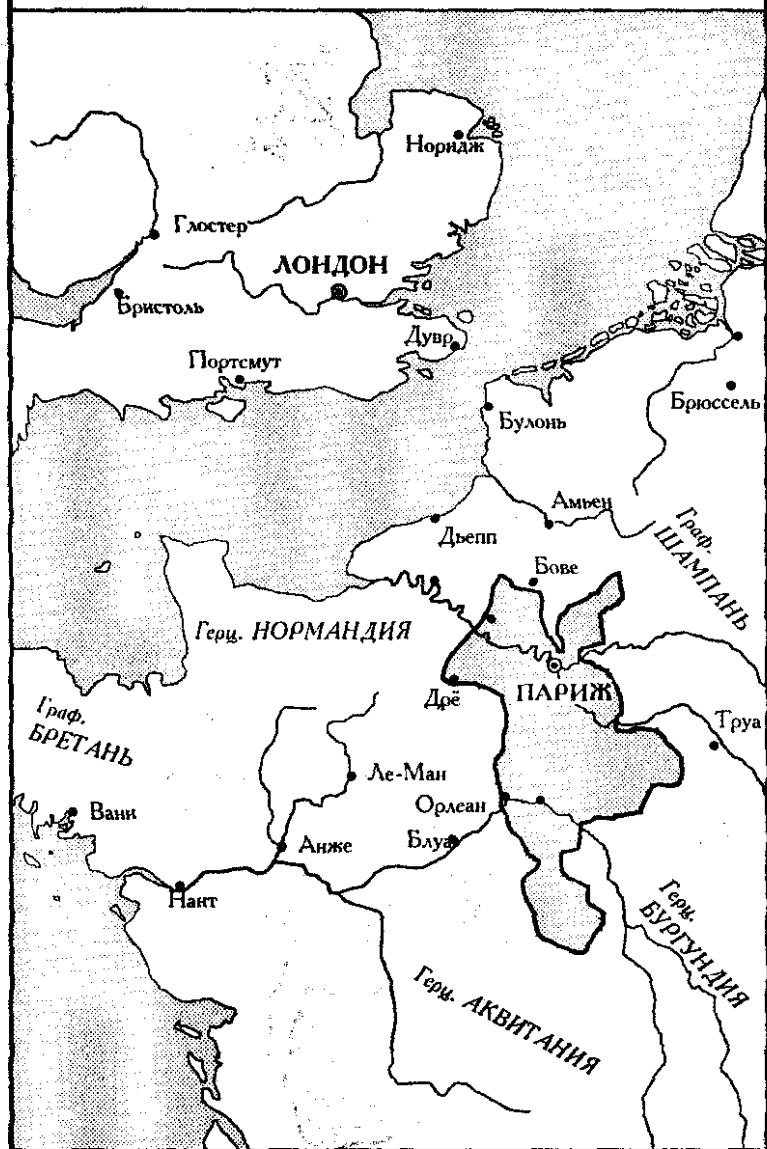 Норидж
Глостер
ЛОНДОН
Бристоль
Дувр
Портсмут
Брюссель
Булонь
Амьен
Дьепп
Граф.
ШАМПАНЬ
Бове
Герц. НОРМАНДИЯ
ПАРИЖ
Дрё
Граф.
БРЕТАНЬ
Труа
Ле-Ман
Орлеан
Ванн
Анже
Блуа
Нант
Герц.
БУРГУНДИЯ
Герц. АКВИТАНИЯ